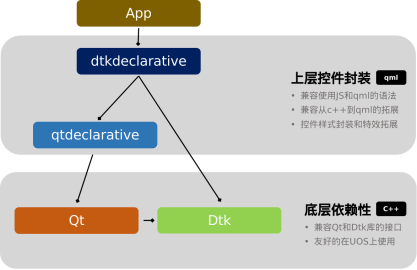 App
dtkdeclarative
上层控件封装 qml
• 兼容使用JS和qml的语法
• 兼容从c++到qml的拓展
• 控件样式封装和特效拓展
qtdeclarative
底层依赖性 C++
Qt
Dtk
• 兼容Qt和Dtk库的接口
• 友好的在UOS上使用